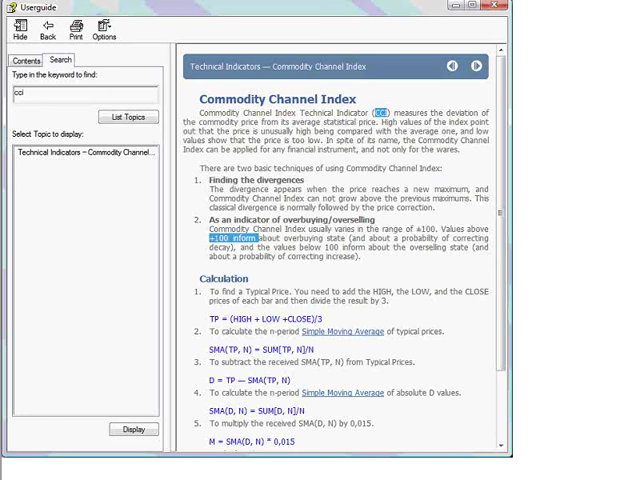 Userguide
Hide Back Print Options
Contents Search
Type in the keyword to find:
cci
List Topics
Select Topic to display:
Technical Indicators — Commodity Channel...
Display
Technical Indicators — Commodity Channel Index
Commodity Channel Index
Commodity Channel Index Technical Indicator (CCI) measures the deviation of
the commodity price from its average statistical price. High values of the index point
out that the price is unusually high being compared with the average one, and low
values show that the price is too low. In spite of its name, the Commodity Channel
Index can be applied for any financial instrument, and not only for the wares.
There are two basic techniques of using Commodity Channel Index:
1. Finding the divergences
The divergence appears when the price reaches a new maximum, and
Commodity Channel Index can not grow above the previous maximums. This
classical divergence is normally followed by the price correction.
2. As an indicator of overbuying/overselling
Commodity Channel Index usually varies in the range of ±100. Values above
+100 inform about overbuying state (and about a probability of correcting
decay), and the values below 100 inform about the overselling state (and
about a probability of correcting increase).
Calculation
1. To find a Typical Price. You need to add the HIGH, the LOW, and the CLOSE
prices of each bar and then divide the result by 3.
TP = (HIGH + LOW +CLOSE)/3
2. To calculate the n-period Simple Moving Average of typical prices.
SMA(TP, N) = SUM[TP, N]/N
3. To subtract the received SMA(TP, N) from Typical Prices.
D = TP — SMA(TP, N)
4. To calculate the n-period Simple Moving Average of absolute D values.
SMA(D, N) = SUM[D, N]/N
5. To multiply the received SMA(D, N) by 0,015.
M = SMA(D, N) * 0,015